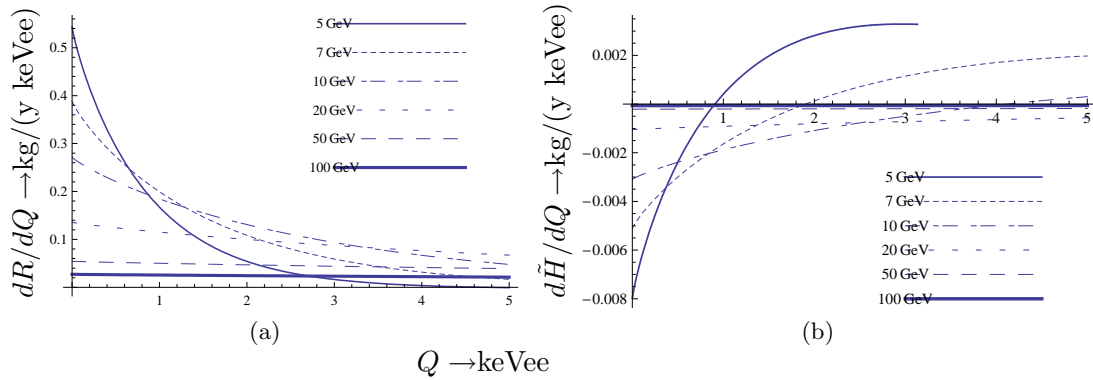 dR/dQ →kg/(y keVee)
0.5
0.4
0.3
0.2
0.1
1 2 3 4 5
5 GeV
7 GeV
10 GeV
20 GeV
50 GeV
100 GeV
(a)
dH̃/dQ →kg/(y keVee)
0.002
−0.002
−0.004
−0.006
−0.008
1 2 3 4 5
5 GeV
7 GeV
10 GeV
20 GeV
50 GeV
100 GeV
(b)
Q →keVee